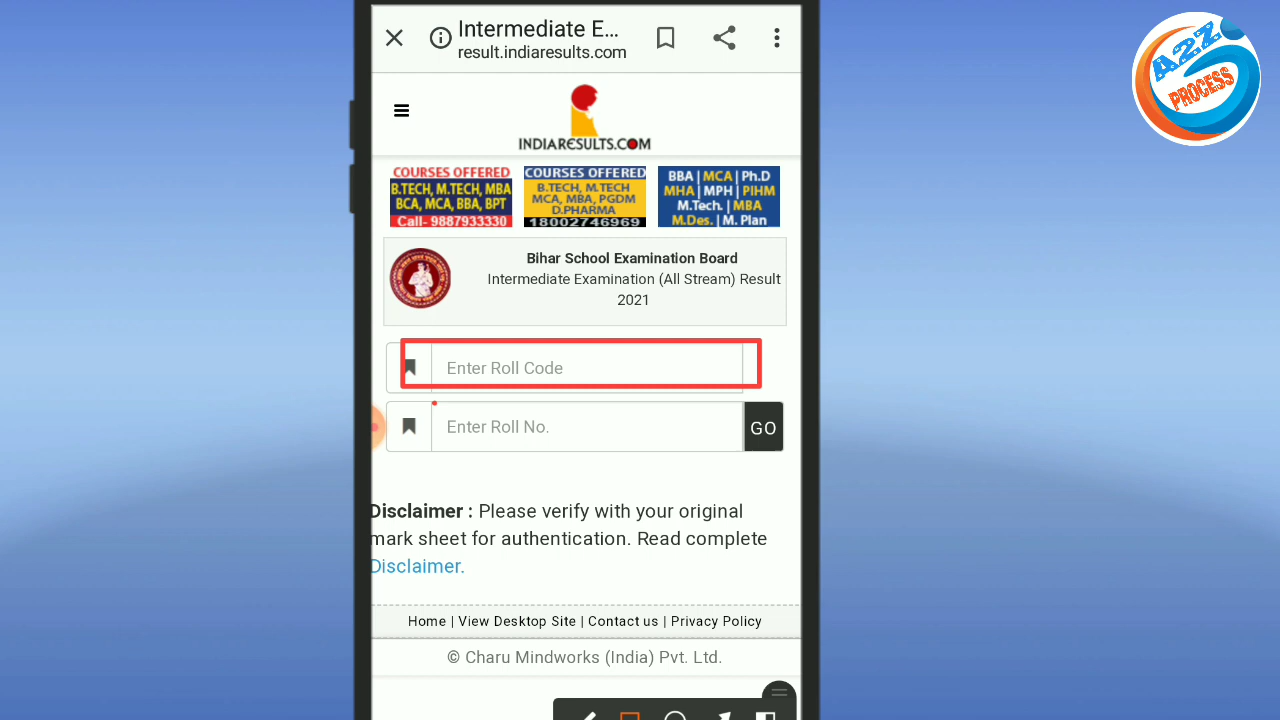 Intermediate E...
result.indiaresults.com
A2Z
PROCESS
INDIARESULTS.COM
COURSES OFFERED
B.TECH, M.TECH, MBA
BCA, MCA, BBA, BPT
Call- 9887933330
COURSES OFFERED
B.TECH, M.TECH
MCA, MBA, PGDM
D.PHARMA
18002746969
BBA | MCA | Ph.D
MHA | MPH | PIHM
M.Tech. | MBA
M.Des. | M. Plan
Bihar School Examination Board
Intermediate Examination (All Stream) Result
2021
Enter Roll Code
Enter Roll No.
GO
Disclaimer : Please verify with your original
mark sheet for authentication. Read complete
Disclaimer.
Home | View Desktop Site | Contact us | Privacy Policy
© Charu Mindworks (India) Pvt. Ltd.